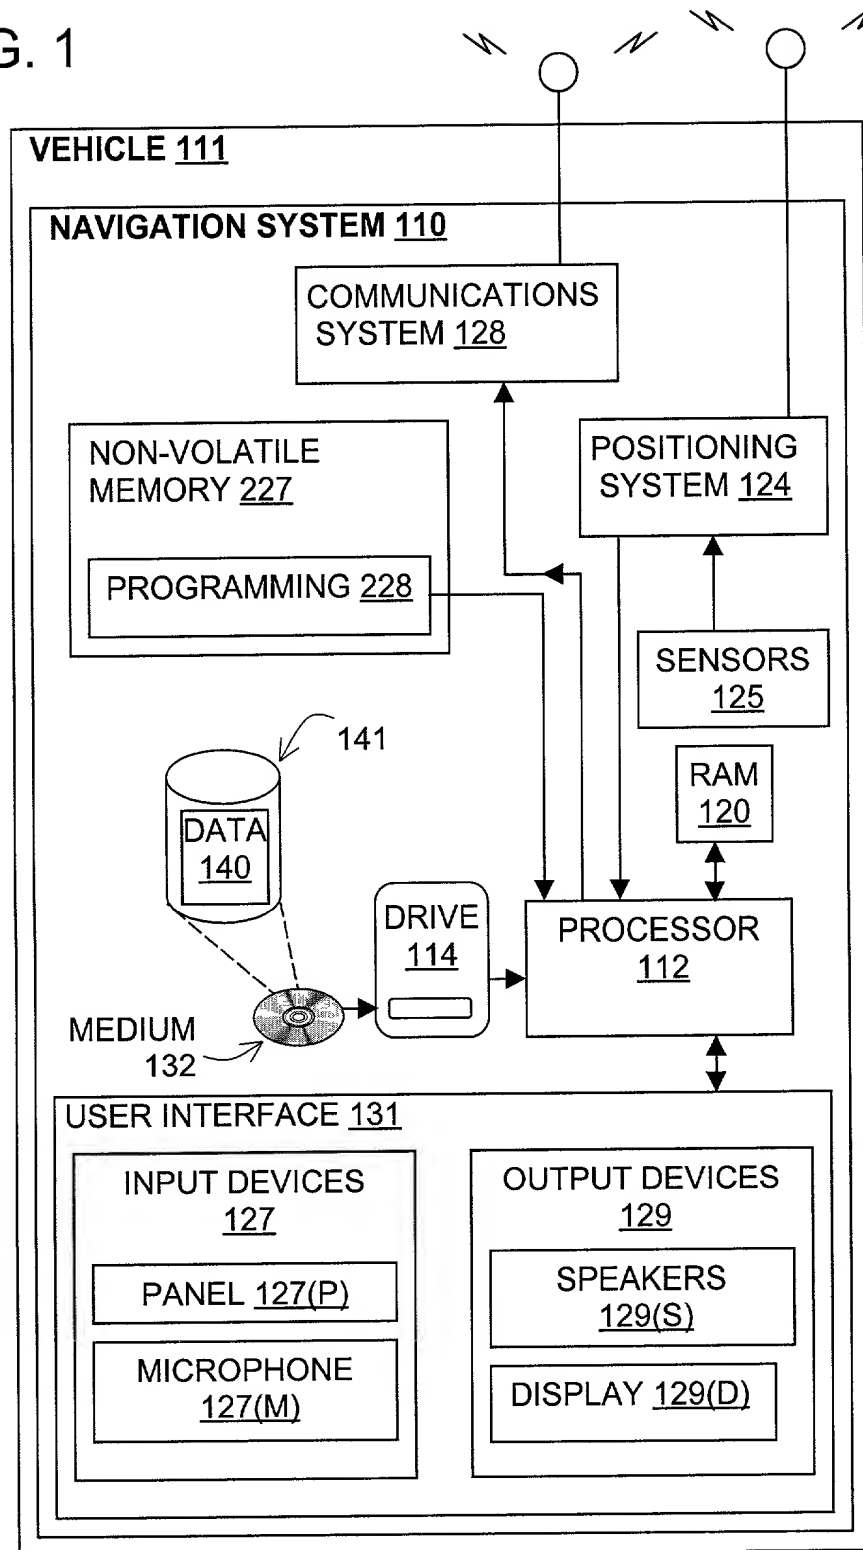 G. 1
VEHICLE 111
NAVIGATION SYSTEM 110
COMMUNICATIONS
SYSTEM 128
NON-VOLATILE
MEMORY 227
PROGRAMMING 228
POSITIONING
SYSTEM 124
SENSORS
125
141
DATA
140
RAM
120
DRIVE
114
PROCESSOR
112
MEDIUM
132
USER INTERFACE 131
INPUT DEVICES
127
PANEL 127(P)
MICROPHONE
127(M)
OUTPUT DEVICES
129
SPEAKERS
129(S)
DISPLAY 129(D)